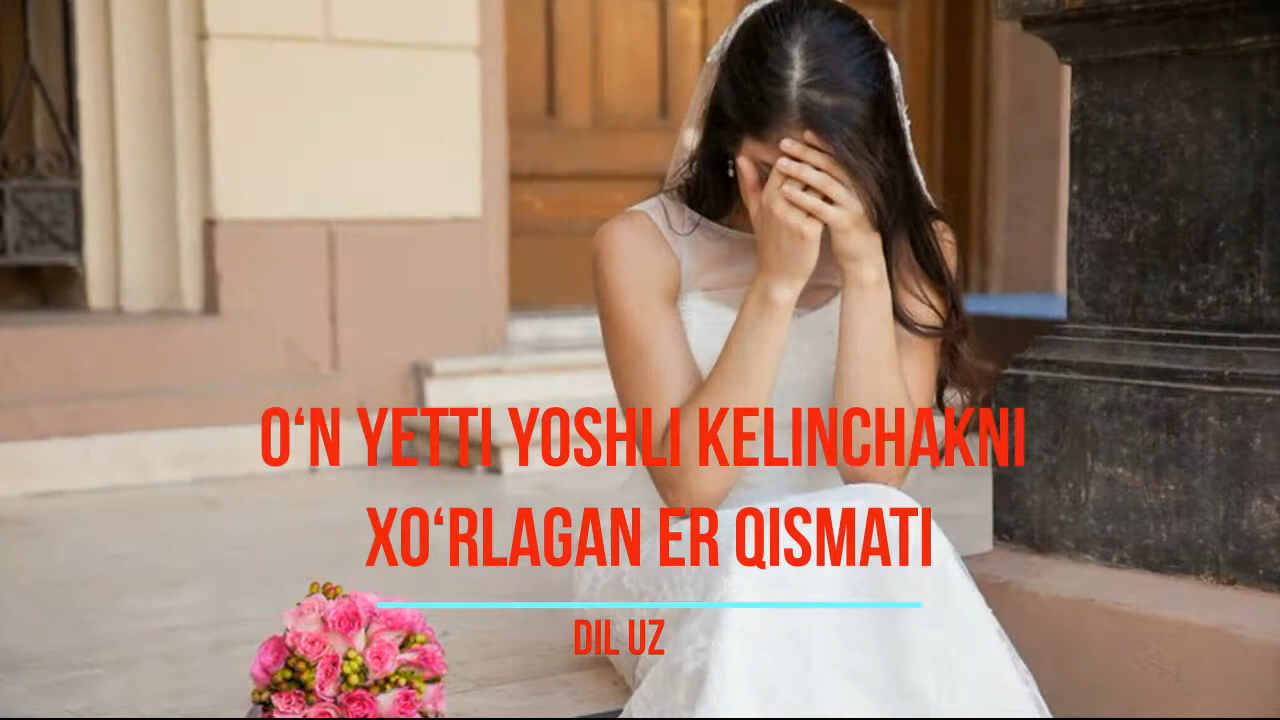 O‘N YETTI YOSHLI KELINCHAKNI
XO‘RLAGAN ER QISMATI
DIL UZ